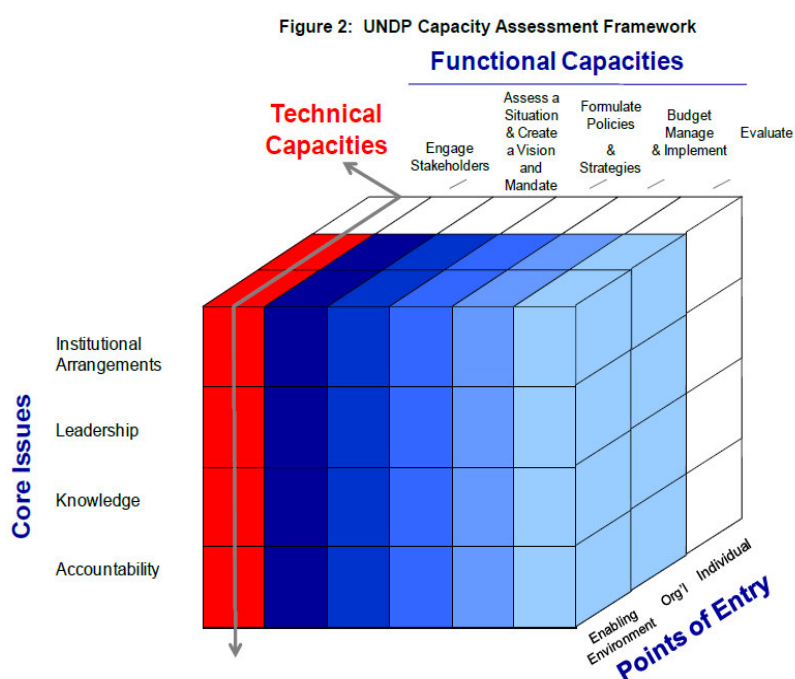 Figure 2: UNDP Capacity Assessment Framework
Functional Capacities
Technical
Capacities
Engage
Stakeholders
Assess a
Situation
& Create
a Vision
and
Mandate
Formulate
Policies
&
Strategies
Budget
Manage
& Implement
Evaluate
Core Issues
Institutional
Arrangements
Leadership
Knowledge
Accountability
Enabling
Environment
Org'l
Individual
Points of Entry